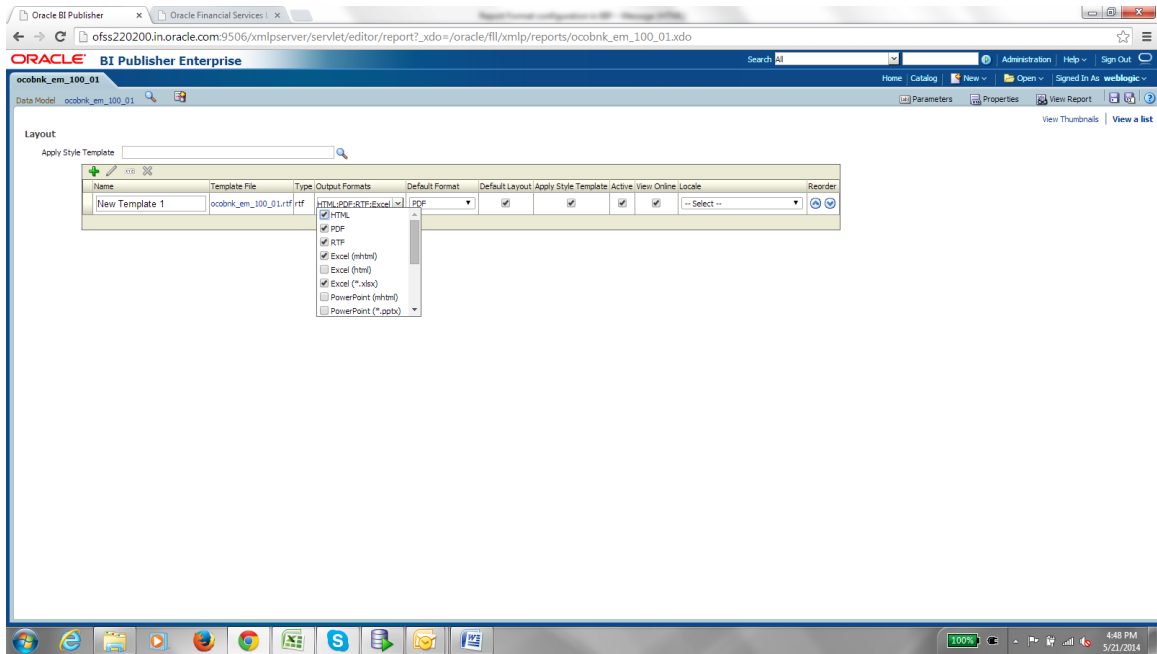 Oracle BI Publisher
Oracle Financial Services L
ofss220200.in.oracle.com:9506/xmlpserver/servlet/editor/report?_xdo=/oracle/fll/xmlp/reports/ocobnk_em_100_01.xdo
ORACLE BI Publisher Enterprise
Search All
Administration Help Sign Out
ocobnk_em_100_01
Home Catalog New Open Signed In As weblogic
Data Model ocobnk_em_100_01
Parameters Properties View Report
View Thumbnails View a list
Layout
Apply Style Template
Name Template File Type Output Formats Default Format Default Layout Apply Style Template Active View Online Locale Reorder
New Template 1 ocobnk_em_100_01.rtf rtf HTML;PDF;RTF;Excel PDF -- Select --
HTML
PDF
RTF
Excel (mhtml)
Excel (html)
Excel (*.xlsx)
PowerPoint (mhtml)
PowerPoint (*.pptx)
100%
4:48 PM
5/21/2014